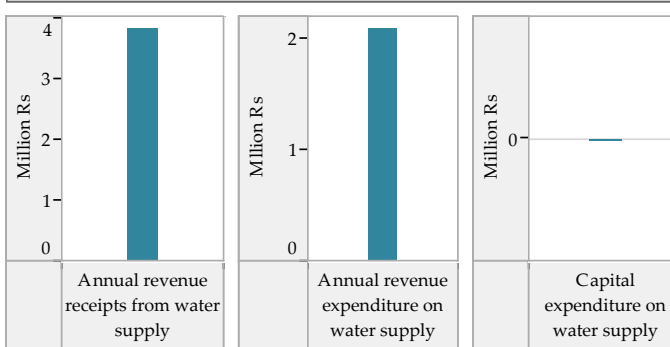 4
3
2
1
0
Million Rs
Annual revenue
receipts from water
supply
2
1
0
Mllion Rs
Annual revenue
expenditure on
water supply
0
Million Rs
Capital
expenditure on
water supply